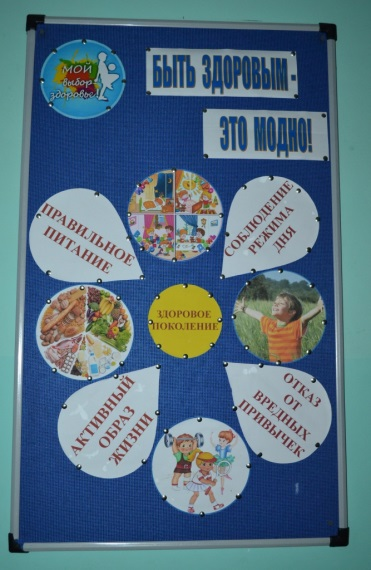 МОЙ
выбор-
здоровье!
БЫТЬ ЗДОРОВЫМ -
ЭТО МОДНО!
ПРАВИЛЬНОЕ
ПИТАНИЕ
СОБЛЮДЕНИЕ
РЕЖИМА
ДНЯ
ЗДОРОВОЕ
ПОКОЛЕНИЕ
АКТИВНЫЙ
ОБРАЗ
ЖИЗНИ
ОТКАЗ
ОТ
ВРЕДНЫХ
ПРИВЫЧЕК